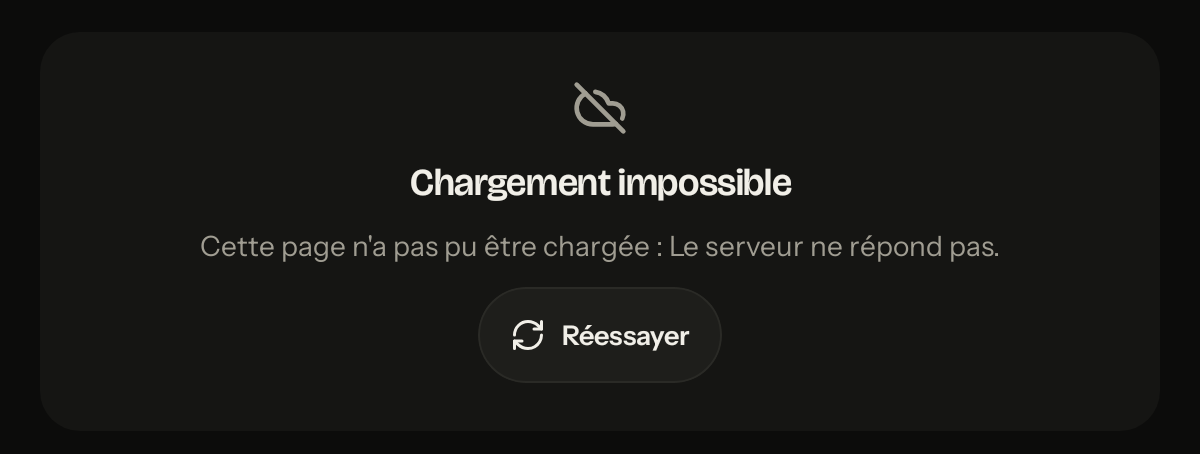 Chargement impossible
Cette page n'a pas pu être chargée : Le serveur ne répond pas.
Réessayer